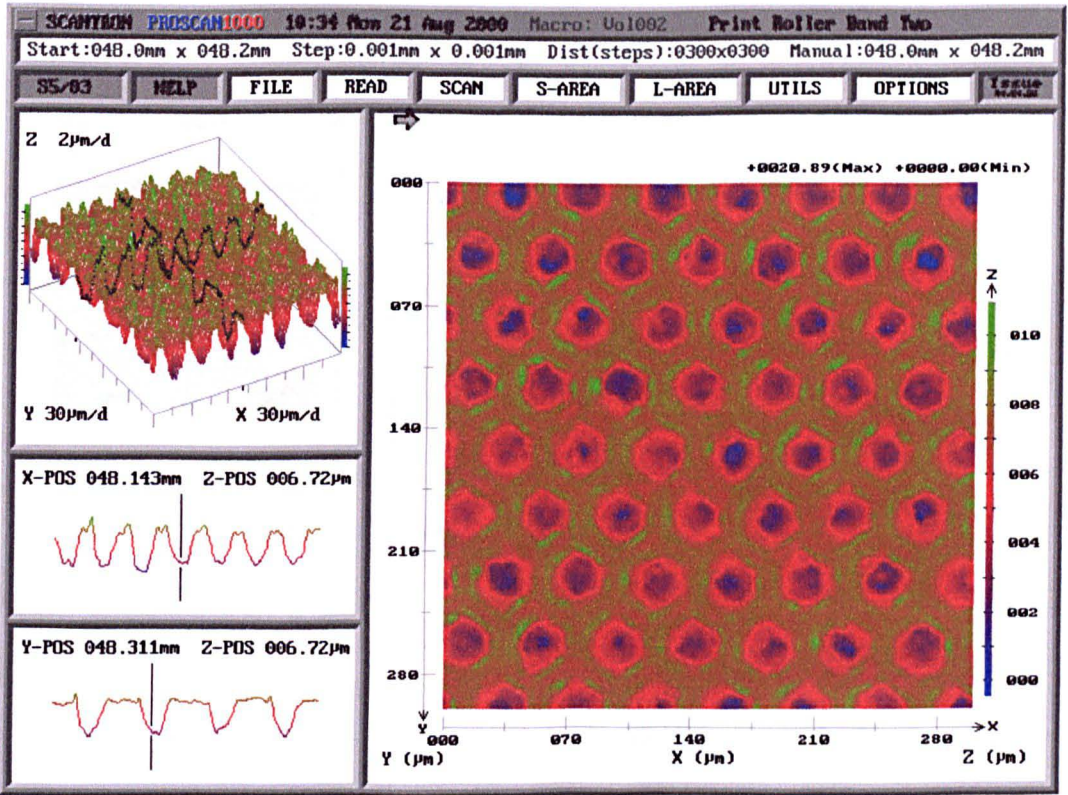 SCANTRON PROSCAN1000 10:34 Mon 21 Aug 2000 Macro: Vol002 Print Roller Band Two
Start:048.0mm x 048.2mm Step:0.001mm x 0.001mm Dist(steps):0300x0300 Manual:048.0mm x 048.2mm
S5/03 HELP FILE READ SCAN S-AREA L-AREA UTILS OPTIONS Issue
Z 2µm/d
Y 30µm/d X 30µm/d
X-POS 048.143mm Z-POS 006.72µm
Y-POS 048.311mm Z-POS 006.72µm
+0020.89(Max) +0000.00(Min)
000
070
140
210
280
Y
000 070 140 210 280 X
Y (µm) X (µm) Z (µm)
Z
010
008
006
004
002
000